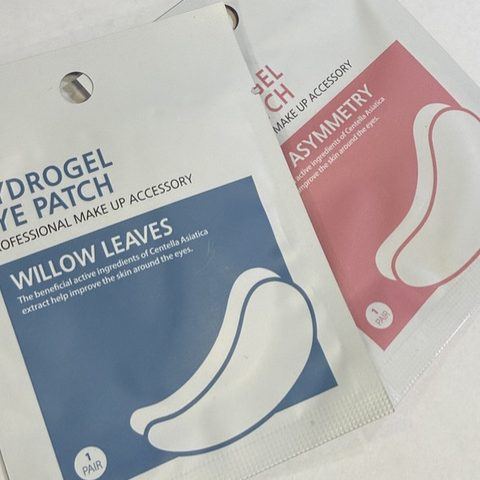 YDROGEL
YE PATCH
ROFESSIONAL MAKE UP ACCESSORY
WILLOW LEAVES
The beneficial active ingredients of Centella Asiatica
extract help improve the skin around the eyes.
1
PAIR
GEL
TCH
MAKE UP ACCESSORY
ASYMMETRY
active ingredients of Centella Asiatica
improve the skin around the eyes.
1
PAIR